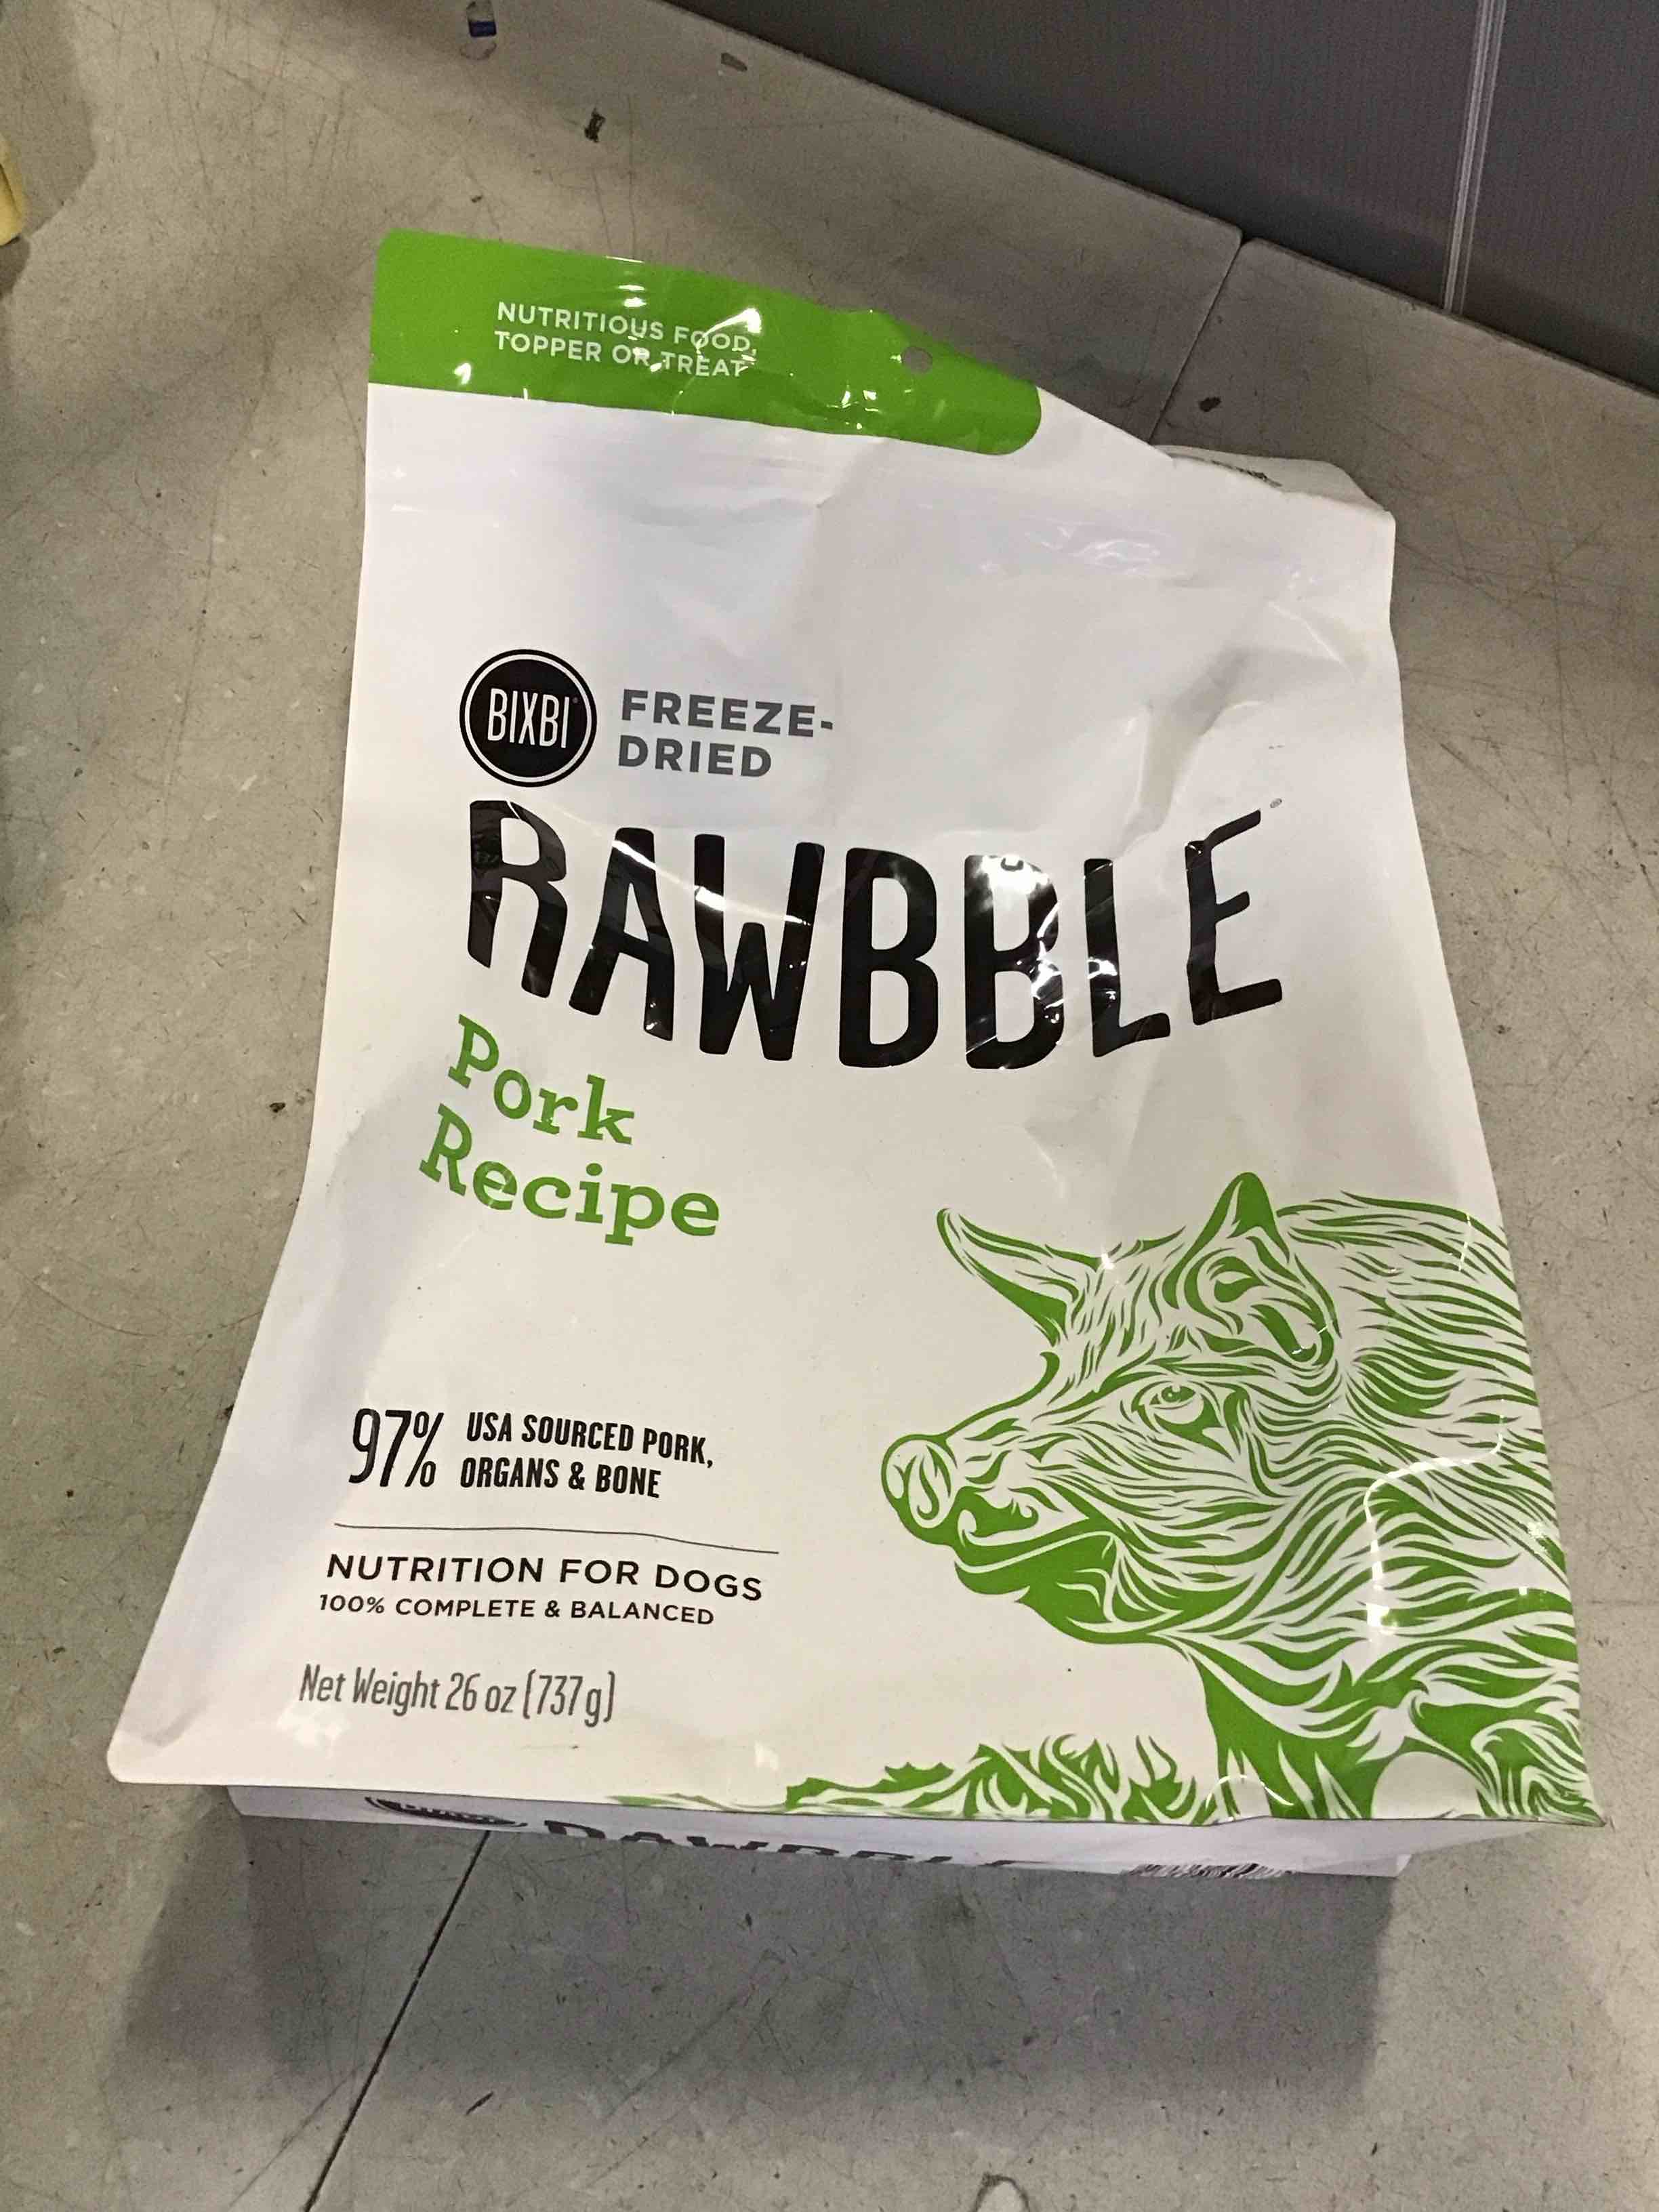 NUTRITIOUS FOOD,
TOPPER OR TREAT
BIXBI®
FREEZE-
DRIED
RAWBBLE®
Pork
Recipe
97%
USA SOURCED PORK,
ORGANS & BONE
NUTRITION FOR DOGS
100% COMPLETE & BALANCED
Net Weight 26 oz (737 g)
RAWBBLE